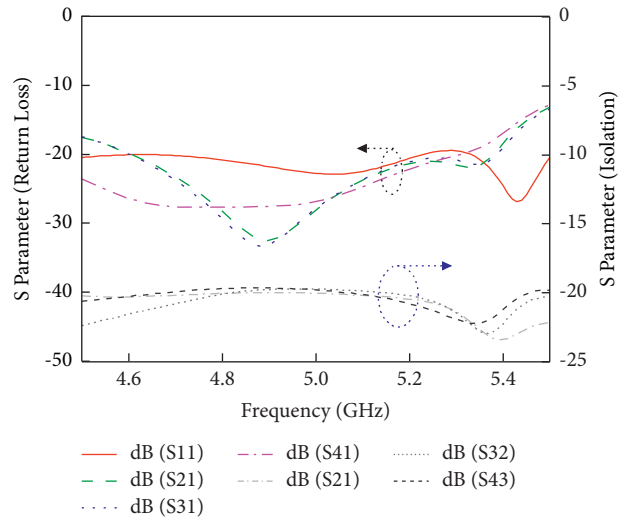 0
-10
-20
-30
-40
-50
S Parameter (Return Loss)
0
-5
-10
-15
-20
-25
S Parameter (Isolation)
4.6 4.8 5.0 5.2 5.4
Frequency (GHz)
dB (S11) dB (S41) dB (S32)
dB (S21) dB (S21) dB (S43)
dB (S31)